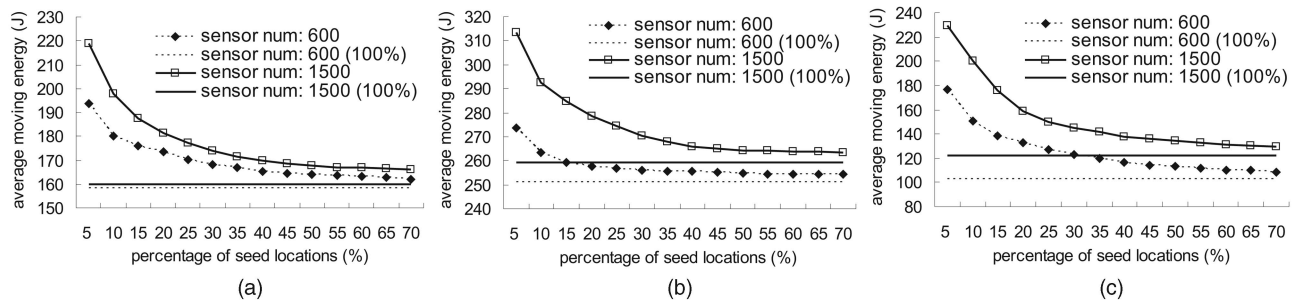 average moving energy (J)
230
220
210
200
190
180
170
160
150
sensor num: 600
sensor num: 600 (100%)
sensor num: 1500
sensor num: 1500 (100%)
5 10 15 20 25 30 35 40 45 50 55 60 65 70
percentage of seed locations (%)
(a)
average moving energy (J)
320
310
300
290
280
270
260
250
240
sensor num: 600
sensor num: 600 (100%)
sensor num: 1500
sensor num: 1500 (100%)
5 10 15 20 25 30 35 40 45 50 55 60 65 70
percentage of seed locations (%)
(b)
average moving energy (J)
240
220
200
180
160
140
120
100
80
sensor num: 600
sensor num: 600 (100%)
sensor num: 1500
sensor num: 1500 (100%)
5 10 15 20 25 30 35 40 45 50 55 60 65 70
percentage of seed locations (%)
(c)